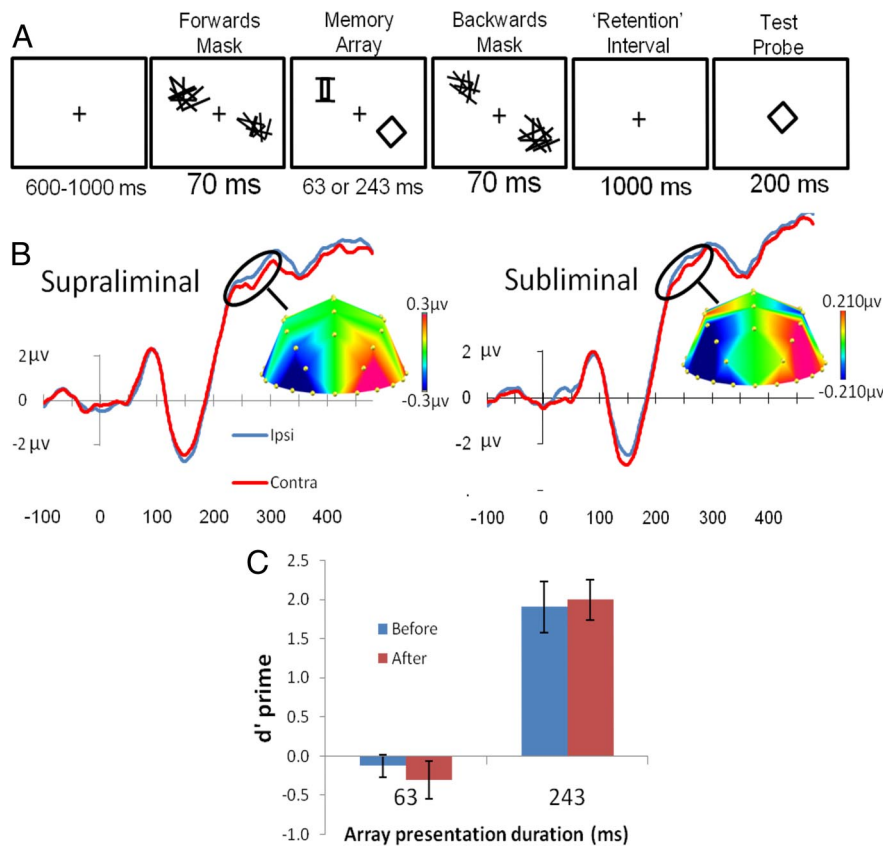 A
Forwards Mask
Memory Array
Backwards Mask
‘Retention’ Interval
Test Probe
+
+
+
+
+
600-1000 ms
70 ms
63 or 243 ms
70 ms
1000 ms
200 ms
B
Supraliminal
0.3µv
-0.3µv
2 µv
0
-2 µv
Ipsi
Contra
-100 0 100 200 300 400
Subliminal
0.210µv
-0.210µv
2 µv
0
-2 µv
-100 0 100 200 300 400
C
2.5
2.0
1.5
1.0
0.5
0.0
-0.5
-1.0
d' prime
Before
After
63
243
Array presentation duration (ms)